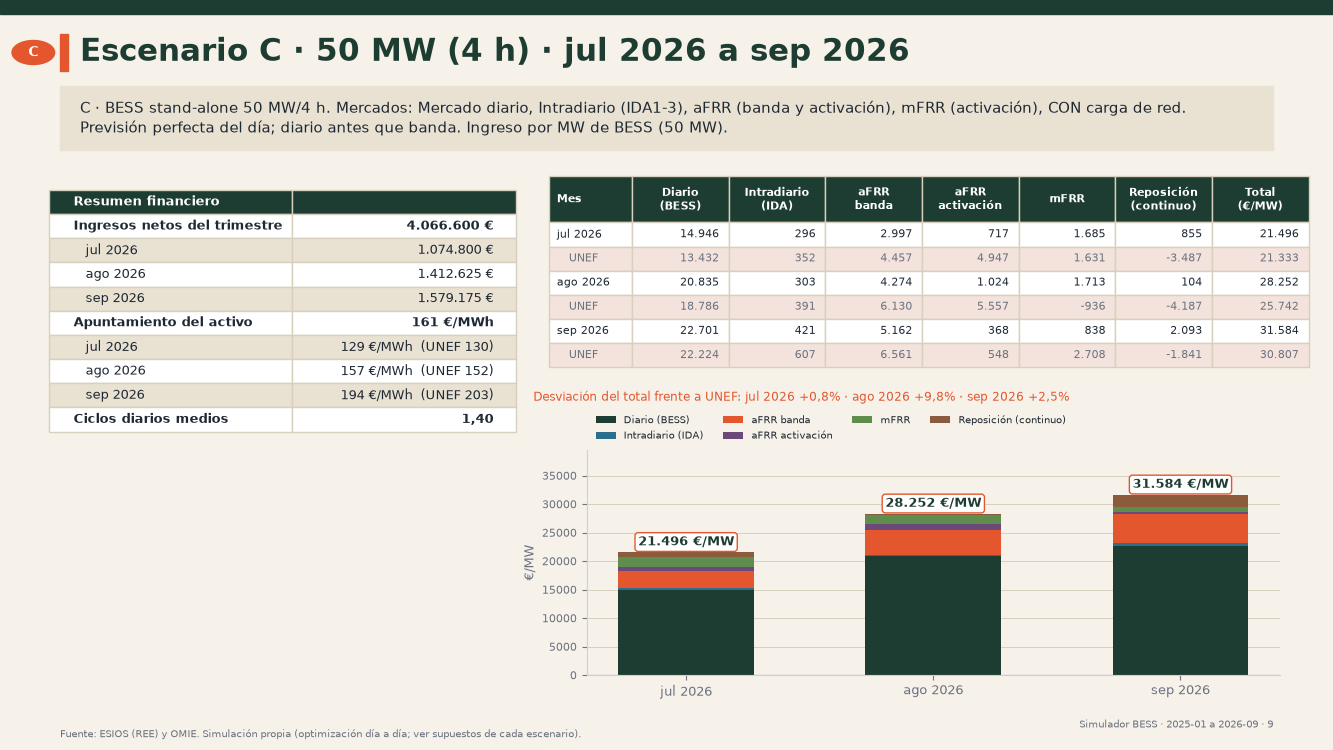 C
Escenario C · 50 MW (4 h) · jul 2026 a sep 2026
C · BESS stand-alone 50 MW/4 h. Mercados: Mercado diario, Intradiario (IDA1-3), aFRR (banda y activación), mFRR (activación), CON carga de red.
Previsión perfecta del día; diario antes que banda. Ingreso por MW de BESS (50 MW).
Resumen financiero
Ingresos netos del trimestre 4.066.600 €
jul 2026 1.074.800 €
ago 2026 1.412.625 €
sep 2026 1.579.175 €
Apuntamiento del activo 161 €/MWh
jul 2026 129 €/MWh (UNEF 130)
ago 2026 157 €/MWh (UNEF 152)
sep 2026 194 €/MWh (UNEF 203)
Ciclos diarios medios 1,40
Mes Diario (BESS) Intradiario (IDA) aFRR banda aFRR activación mFRR Reposición (continuo) Total (€/MW)
jul 2026 14.946 296 2.997 717 1.685 855 21.496
UNEF 13.432 352 4.457 4.947 1.631 -3.487 21.333
ago 2026 20.835 303 4.274 1.024 1.713 104 28.252
UNEF 18.786 391 6.130 5.557 -936 -4.187 25.742
sep 2026 22.701 421 5.162 368 838 2.093 31.584
UNEF 22.224 607 6.561 548 2.708 -1.841 30.807
Desviación del total frente a UNEF: jul 2026 +0,8% · ago 2026 +9,8% · sep 2026 +2,5%
Diario (BESS) aFRR banda mFRR Reposición (continuo)
Intradiario (IDA) aFRR activación
€/MW
35000
30000
25000
20000
15000
10000
5000
0
21.496 €/MW
28.252 €/MW
31.584 €/MW
jul 2026 ago 2026 sep 2026
Fuente: ESIOS (REE) y OMIE. Simulación propia (optimización día a día; ver supuestos de cada escenario).
Simulador BESS · 2025-01 a 2026-09 · 9